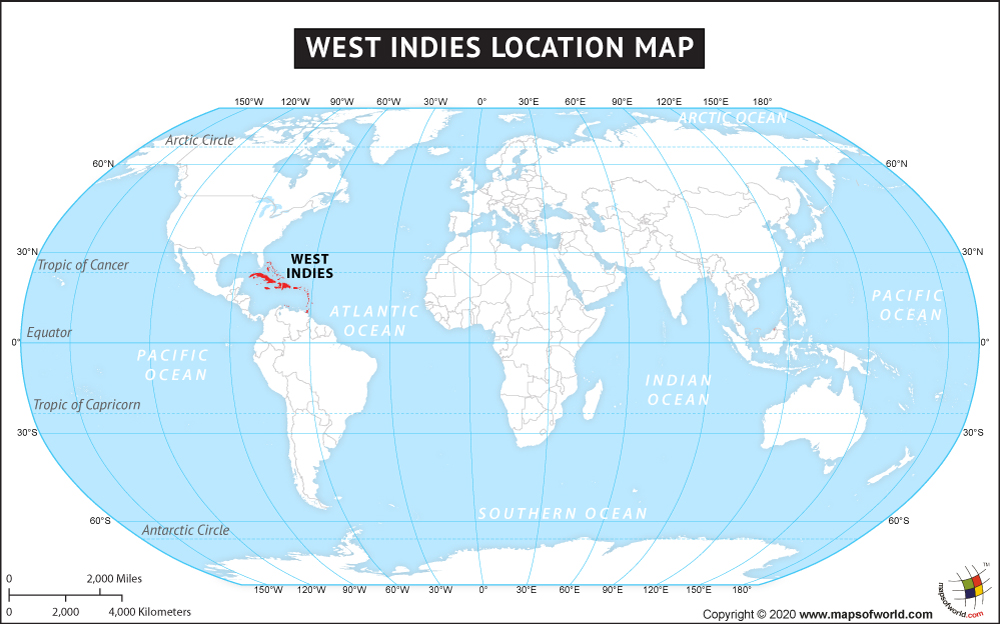 WEST INDIES LOCATION MAP
150°W 120°W 90°W 60°W 30°W 0° 30°E 60°E 90°E 120°E 150°E 180°
ARCTIC OCEAN
Arctic Circle
60°N 60°N
30°N 30°N
WEST
INDIES
Tropic of Cancer
ATLANTIC
OCEAN
PACIFIC
OCEAN
Equator
0° 0°
PACIFIC
OCEAN
INDIAN
OCEAN
Tropic of Capricorn
30°S 30°S
SOUTHERN OCEAN
60°S 60°S
Antarctic Circle
150°W 120°W 90°W 60°W 30°W 0° 30°E 60°E 90°E 120°E 150°E 180°
0 2,000 Miles
0 2,000 4,000 Kilometers
Copyright © 2020 www.mapsofworld.com
mapsofworld.com
TM